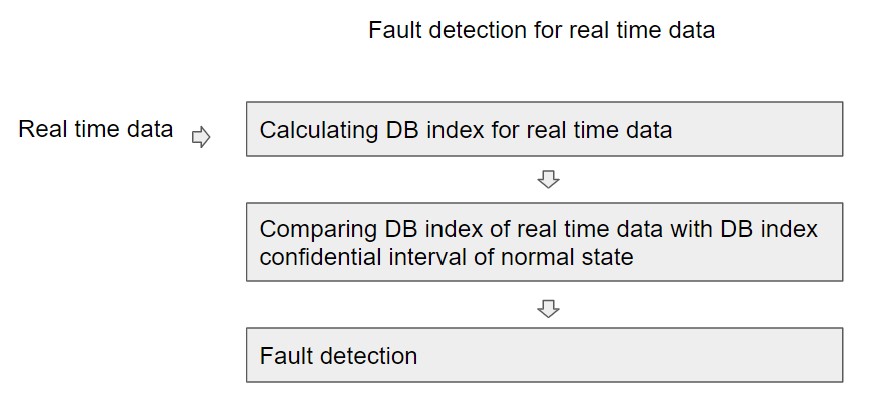 Fault detection for real time data
Real time data
Calculating DB index for real time data
Comparing DB index of real time data with DB index
confidential interval of normal state
Fault detection